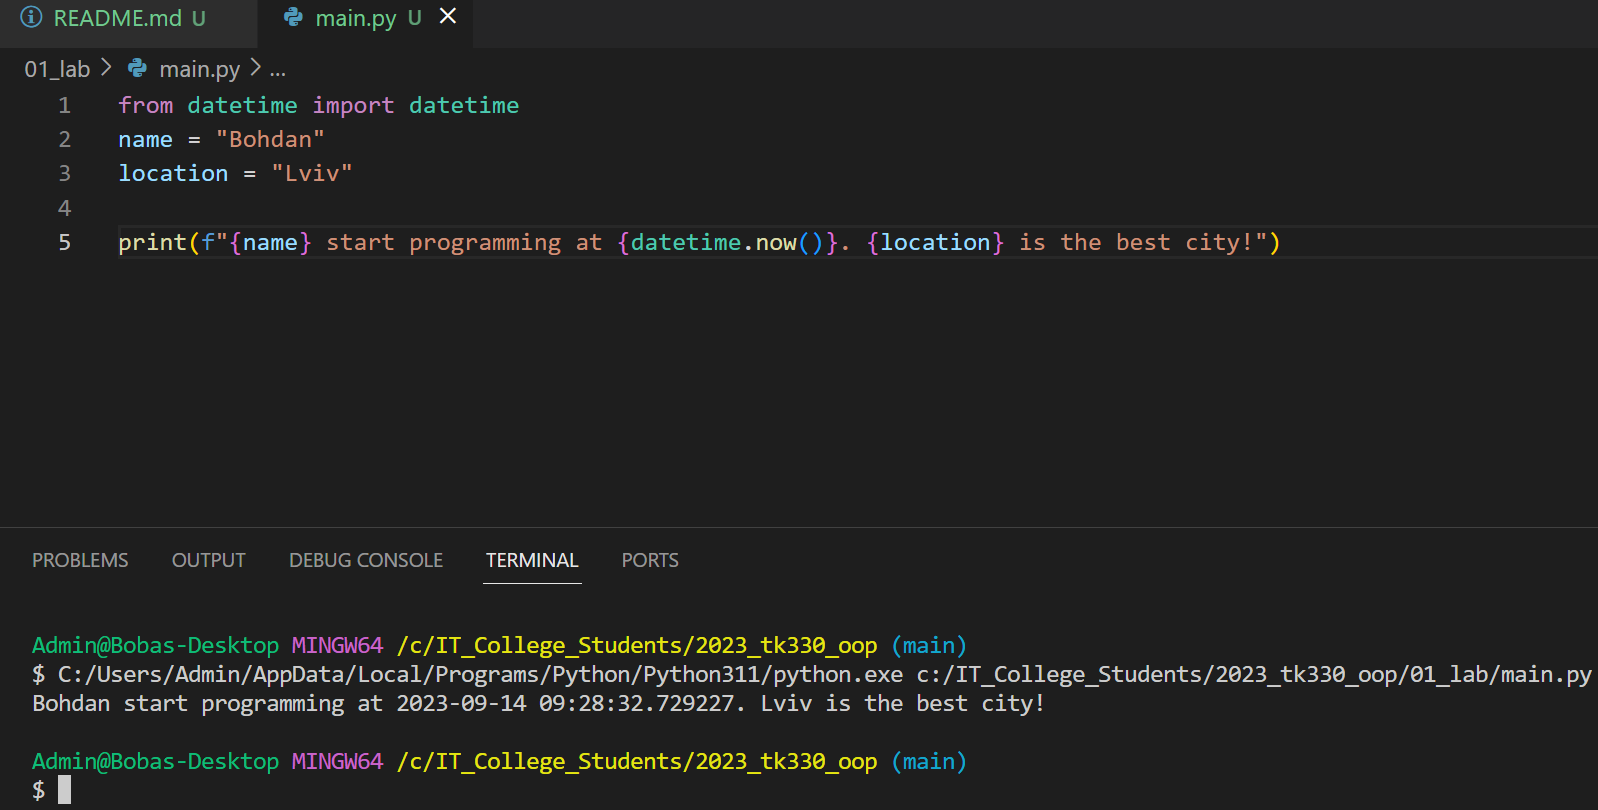 README.md U main.py U
01_lab > main.py > ...
1 from datetime import datetime
2 name = "Bohdan"
3 location = "Lviv"
4
5 print(f"{name} start programming at {datetime.now()}. {location} is the best city!")
PROBLEMS OUTPUT DEBUG CONSOLE TERMINAL PORTS
Admin@Bobas-Desktop MINGW64 /c/IT_College_Students/2023_tk330_oop (main)
$ C:/Users/Admin/AppData/Local/Programs/Python/Python311/python.exe c:/IT_College_Students/2023_tk330_oop/01_lab/main.py
Bohdan start programming at 2023-09-14 09:28:32.729227. Lviv is the best city!
Admin@Bobas-Desktop MINGW64 /c/IT_College_Students/2023_tk330_oop (main)
$